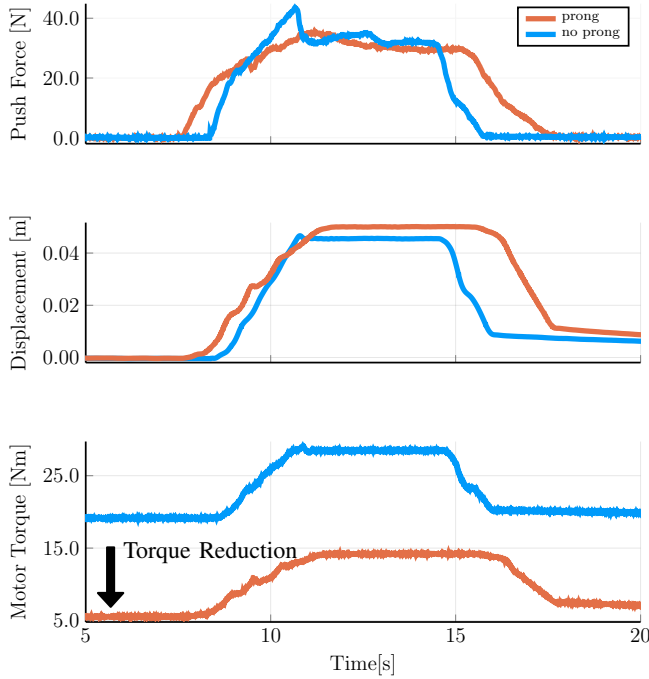 prong
no prong
Push Force [N]
40.0
20.0
0.0
Displacement [m]
0.04
0.02
0.00
Motor Torque [Nm]
25.0
15.0
5.0
Torque Reduction
5
10
15
20
Time[s]